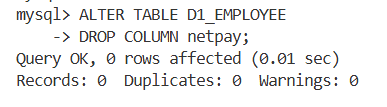 mysql> ALTER TABLE D1_EMPLOYEE
    -> DROP COLUMN netpay;
Query OK, 0 rows affected (0.01 sec)
Records: 0  Duplicates: 0  Warnings: 0